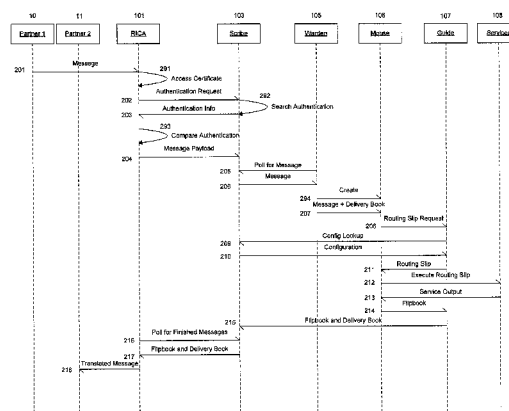 10
11
101
103
105
106
107
108
Partner 1
Partner 2
RICA
Scribe
Warden
Mouse
Guide
Services
201
Message
291
Access Certificate
202
Authentication Request
292
Search Authentication
203
Authentication Info
293
Compare Authentication
204
Message Payload
205
Poll for Message
206
Message
294
Create
207
Message + Delivery Book
208
Routing Slip Request
209
Config Lookup
210
Configuration
211
Routing Slip
212
Execute Routing Slip
213
Service Output
214
Flipbook
215
Flipbook and Delivery Book
216
Poll for Finished Messages
217
Flipbook and Delivery Book
218
Translated Message